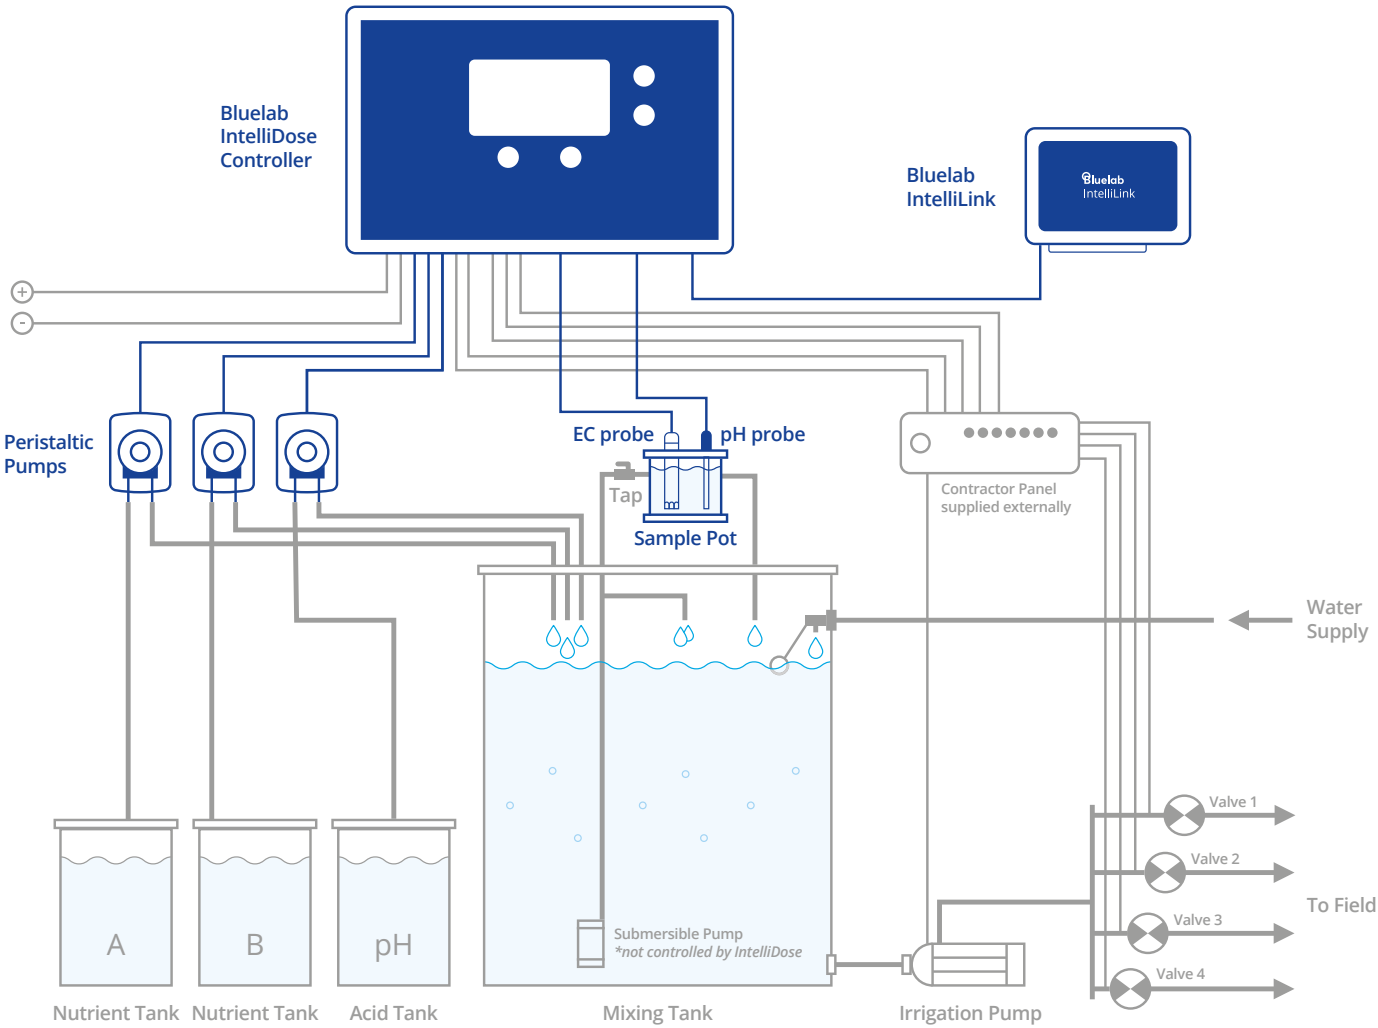 Bluelab
IntelliDose
Controller
Bluelab
IntelliLink
Bluelab
IntelliLink
+
-
Peristaltic
Pumps
EC probe
pH probe
Tap
Sample Pot
Contractor Panel
supplied externally
Water
Supply
Valve 1
Valve 2
Valve 3
Valve 4
To Field
A
B
pH
Submersible Pump
*not controlled by IntelliDose
Nutrient Tank
Nutrient Tank
Acid Tank
Mixing Tank
Irrigation Pump